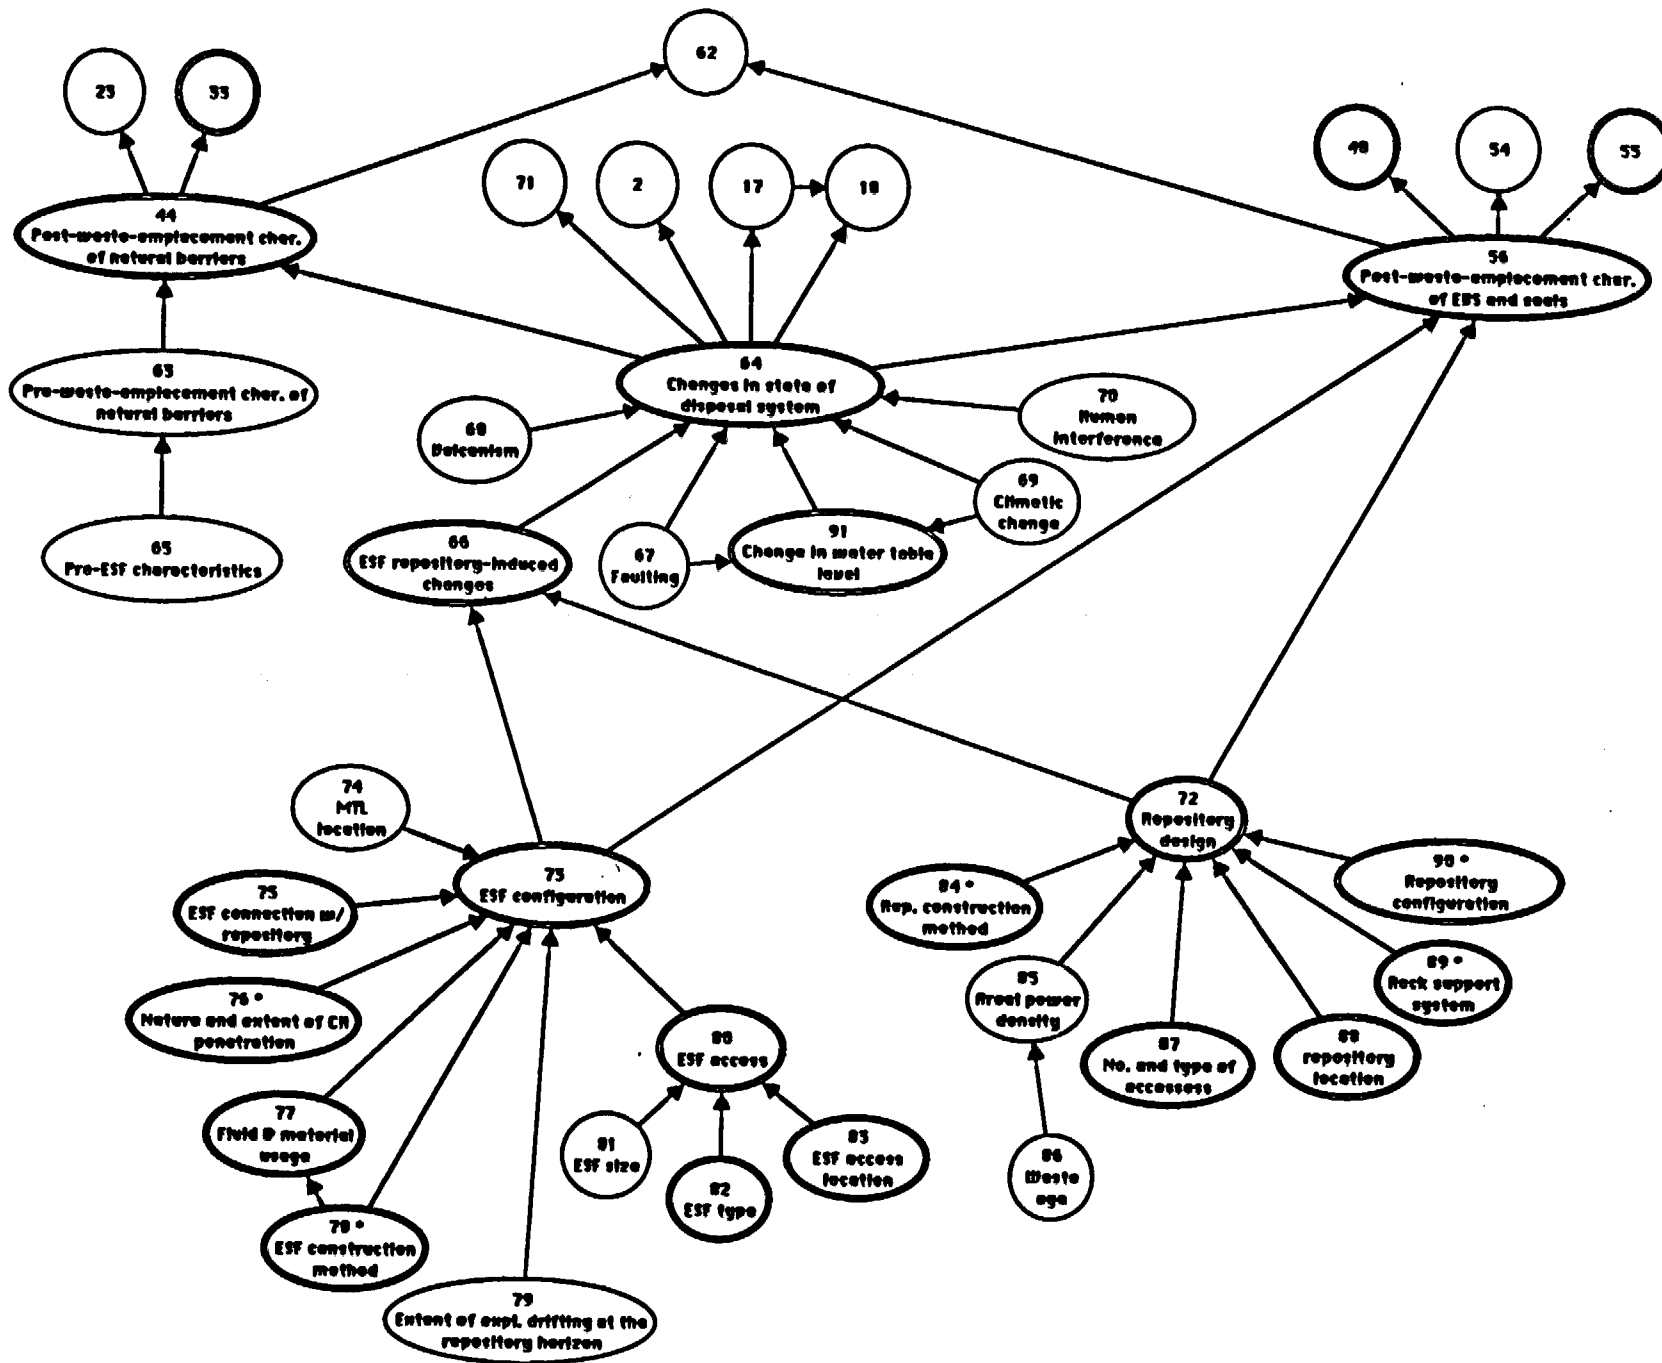 62
23
33
71
2
17
18
48
54
55
44
Post-waste-emplacement char.
of natural barriers
56
Post-waste-emplacement char.
of EBS and seals
63
Pre-waste-emplacement char. of
natural barriers
64
Changes in state of
disposal system
70
Human
interference
68
Volcanism
69
Climatic
change
65
Pre-ESF characteristics
66
ESF repository-induced
changes
67
Faulting
91
Change in water table
level
74
MTL
location
72
Repository
design
73
ESF configuration
75
ESF connection w/
repository
84 *
Rep. construction
method
90 *
Repository
configuration
76 *
Nature and extent of CH
penetration
85
Areal power
density
89 *
Rock support
system
80
ESF access
87
No. and type of
accessess
88
repository
location
77
Fluid & material
usage
81
ESF size
82
ESF type
83
ESF access
location
86
Waste
age
78 *
ESF construction
method
79
Extent of expl. drifting at the
repository horizon